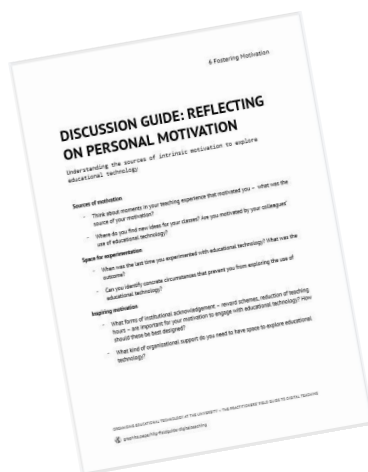 6 Fostering Motivation
DISCUSSION GUIDE: REFLECTING
ON PERSONAL MOTIVATION
Understanding the sources of intrinsic motivation to explore
educational technology
Sources of motivation
- Think about moments in your teaching experience that motivated you – what was the
source of your motivation?
- Where do you find new ideas for your classes? Are you motivated by your colleagues'
use of educational technology?
Space for experimentation
- When was the last time you experimented with educational technology? What was the
outcome?
- Can you identify concrete circumstances that prevent you from exploring the use of
educational technology?
Inspiring motivation
- What forms of institutional acknowledgement – reward schemes, reduction of teaching
hours – are important for your motivation to engage with educational technology? How
should these be best designed?
- What kind of organisational support do you need to have space to explore educational
technology?
ORGANISING EDUCATIONAL TECHNOLOGY AT THE UNIVERSITY — THE PRACTITIONERS' FIELD GUIDE TO DIGITAL TEACHING